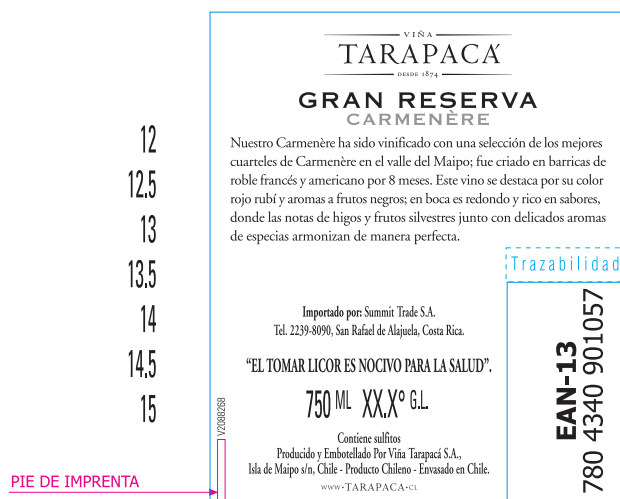 VIÑA
TARAPACÁ
DESDE 1874
GRAN RESERVA
CARMENÈRE
Nuestro Carmenère ha sido vinificado con una selección de los mejores
cuarteles de Carmenère en el valle del Maipo; fue criado en barricas de
roble francés y americano por 8 meses. Este vino se destaca por su color
rojo rubí y aromas a frutos negros; en boca es redondo y rico en sabores,
donde las notas de higos y frutos silvestres junto con delicados aromas
de especias armonizan de manera perfecta.
12
12.5
13
13.5
14
14.5
15
Trazabilidad
Importado por: Summit Trade S.A.
Tel. 2239-8090, San Rafael de Alajuela, Costa Rica.
“EL TOMAR LICOR ES NOCIVO PARA LA SALUD”.
750 ML XX.X° G.L.
Contiene sulfitos
Producido y Embotellado Por Viña Tarapacá S.A.,
Isla de Maipo s/n, Chile - Producto Chileno - Envasado en Chile.
WWW•TARAPACA•CL
V2088268
EAN-13
780 4340 901057
PIE DE IMPRENTA